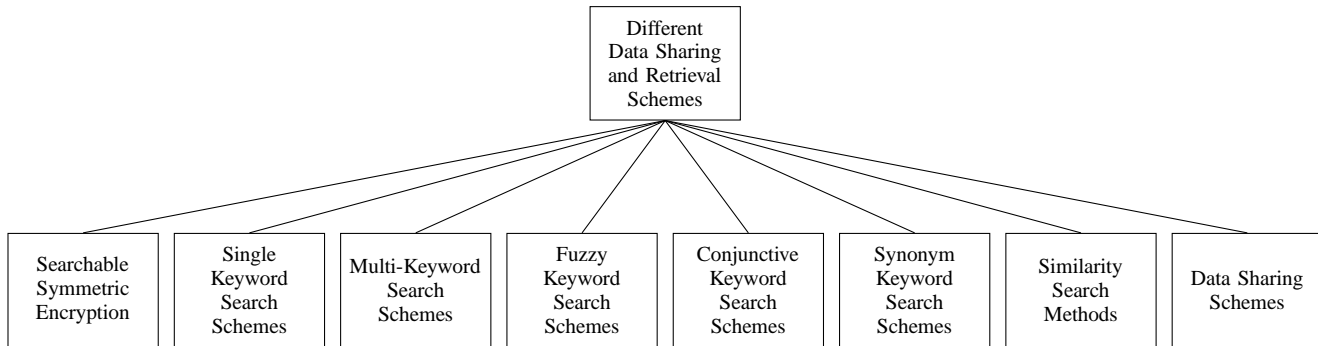 Different
Data Sharing
and Retrieval
Schemes
Searchable
Symmetric
Encryption
Single
Keyword
Search
Schemes
Multi-Keyword
Search
Schemes
Fuzzy
Keyword
Search
Schemes
Conjunctive
Keyword
Search
Schemes
Synonym
Keyword
Search
Schemes
Similarity
Search
Methods
Data Sharing
Schemes